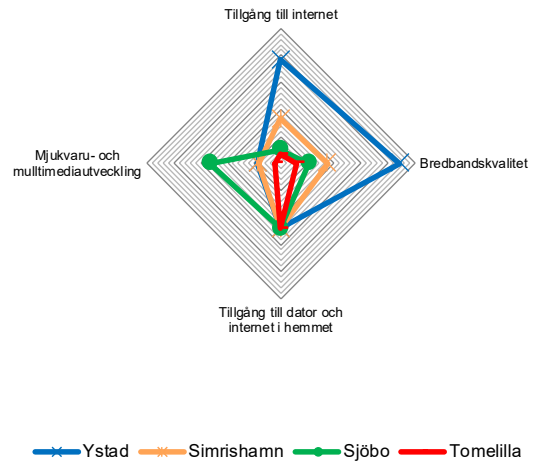 Tillgång till internet
Mjukvaru- och
mulltimediautveckling
Bredbandskvalitet
Tillgång till dator och
internet i hemmet
Ystad Simrishamn Sjöbo Tomelilla